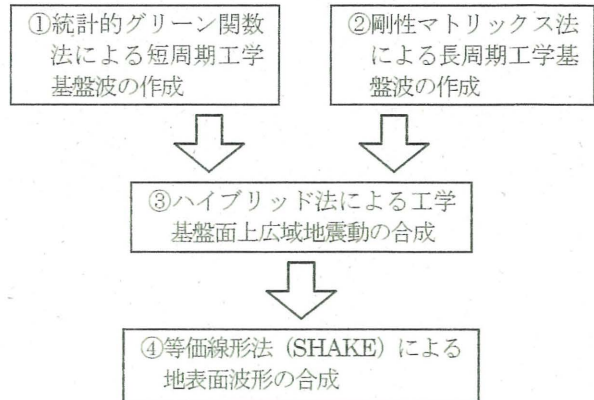 ①統計的グリーン関数
法による短周期工学
基盤波の作成
②剛性マトリックス法
による長周期工学基
盤波の作成
③ハイブリッド法による工学
基盤面上広域地震動の合成
④等価線形法（SHAKE）による
地表面波形の合成